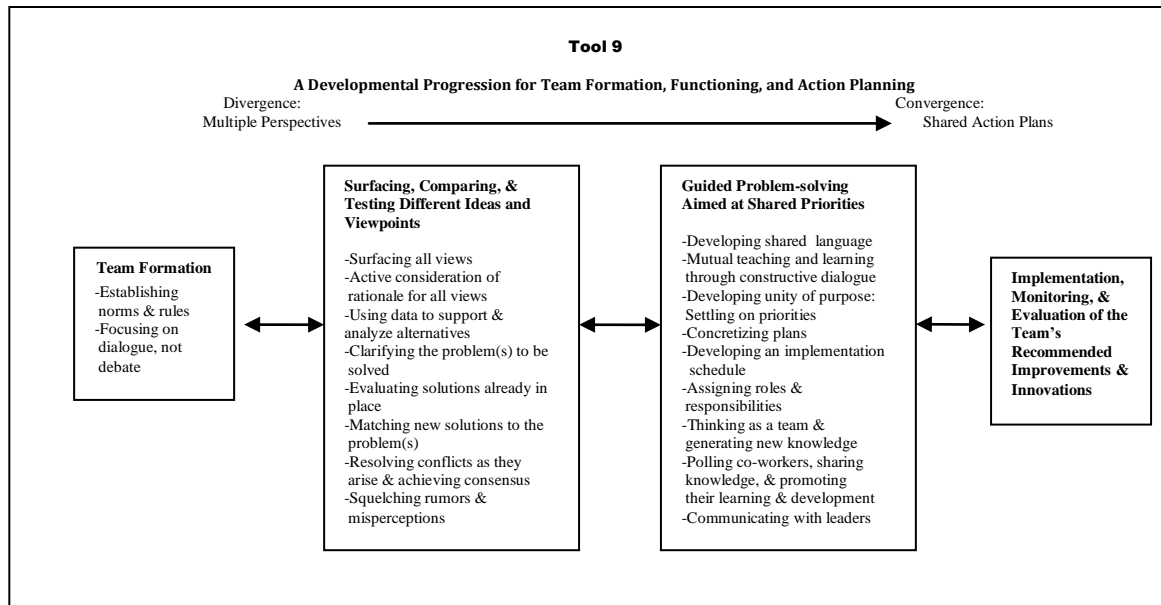 Tool 9
A Developmental Progression for Team Formation, Functioning, and Action Planning
Divergence:
Multiple Perspectives
Convergence:
Shared Action Plans
Team Formation
-Establishing
norms & rules
-Focusing on
dialogue, not
debate
Surfacing, Comparing, &
Testing Different Ideas and
Viewpoints
-Surfacing all views
-Active consideration of
rationale for all views
-Using data to support &
analyze alternatives
-Clarifying the problem(s) to be
solved
-Evaluating solutions already in
place
-Matching new solutions to the
problem(s)
-Resolving conflicts as they
arise & achieving consensus
-Squelching rumors &
misperceptions
Guided Problem-solving
Aimed at Shared Priorities
-Developing shared language
-Mutual teaching and learning
through constructive dialogue
-Developing unity of purpose:
Settling on priorities
-Concretizing plans
-Developing an implementation
schedule
-Assigning roles &
responsibilities
-Thinking as a team &
generating new knowledge
-Polling co-workers, sharing
knowledge, & promoting
their learning & development
-Communicating with leaders
Implementation,
Monitoring, &
Evaluation of the
Team's
Recommended
Improvements &
Innovations